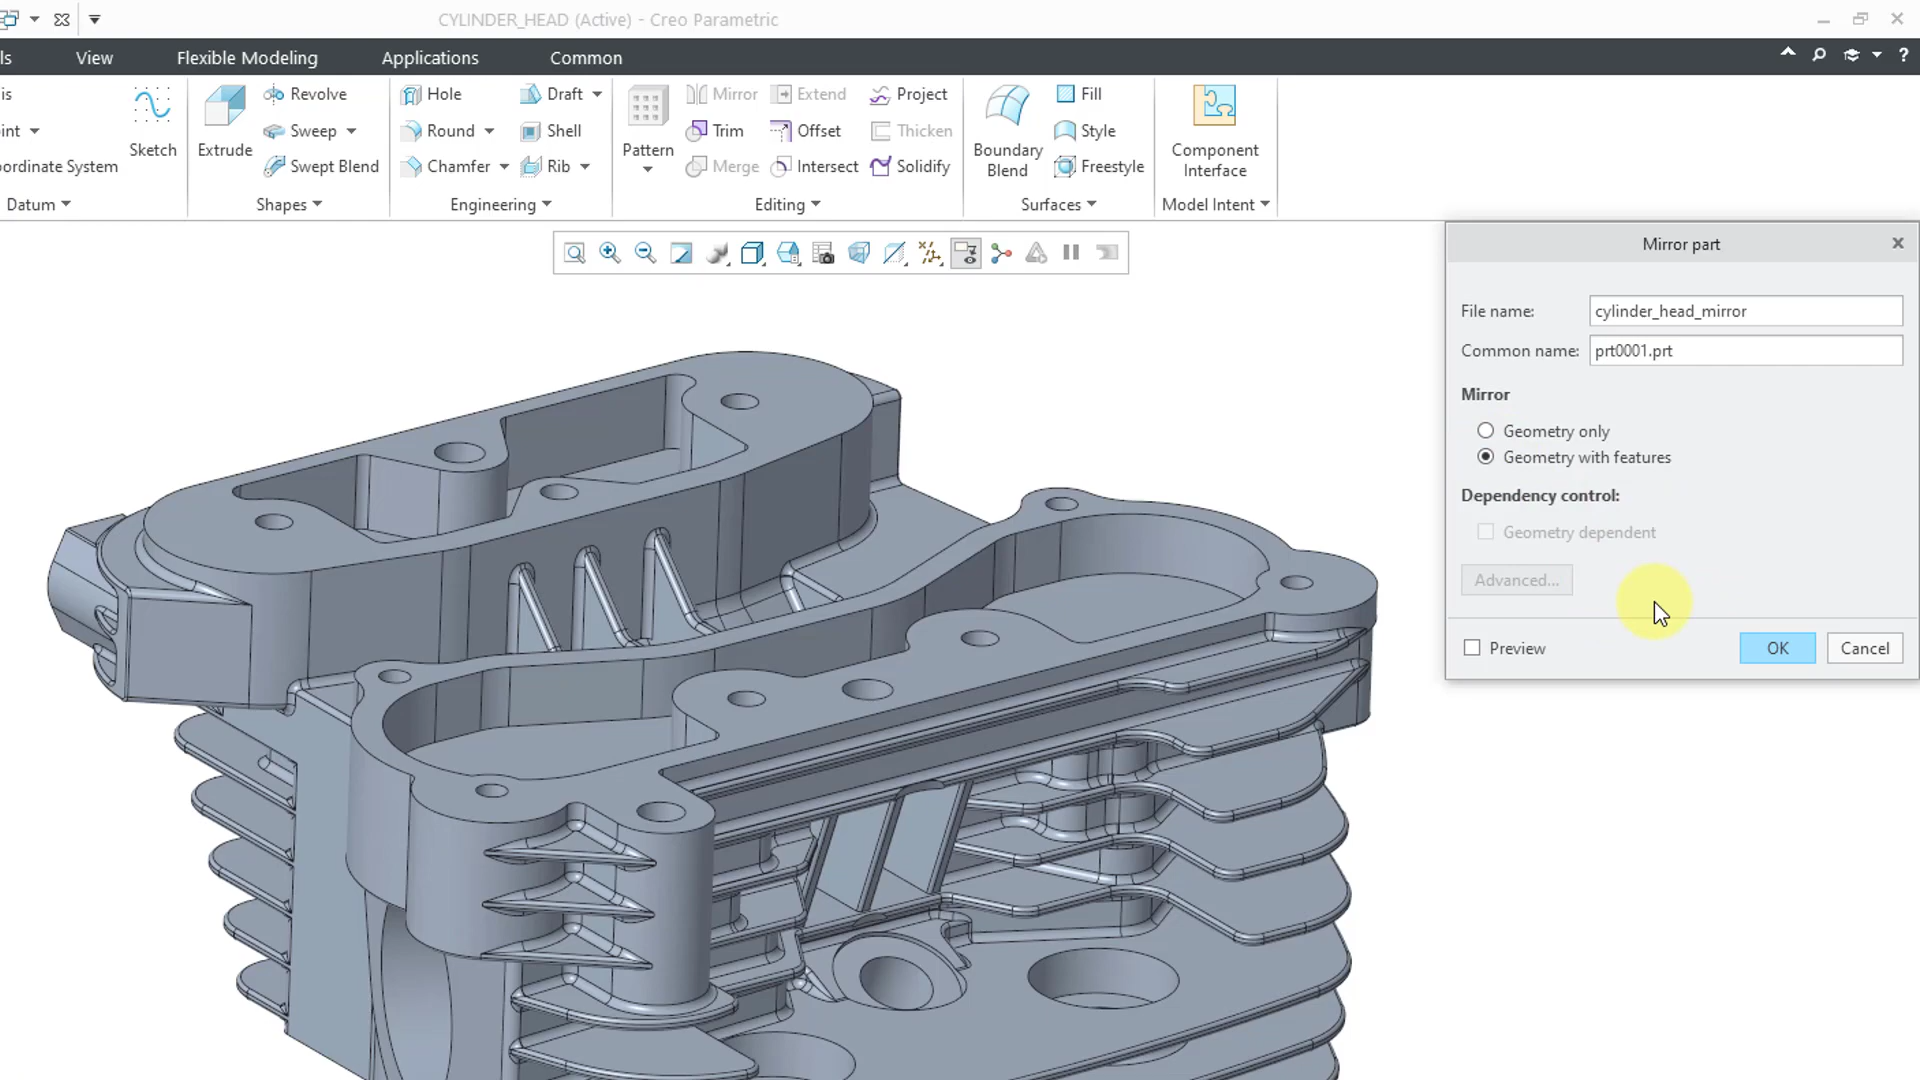 CYLINDER_HEAD (Active) - Creo Parametric
ls View Flexible Modeling Applications Common
is Revolve Hole Draft Mirror Extend Project Fill
int Sketch Extrude Sweep Round Shell Pattern Trim Offset Thicken Boundary Blend Style Component Interface
oordinate System Swept Blend Chamfer Rib Merge Intersect Solidify Freestyle
Datum Shapes Engineering Editing Surfaces Model Intent
Mirror part
File name: cylinder_head_mirror
Common name: prt0001.prt
Mirror
Geometry only
Geometry with features
Dependency control:
Geometry dependent
Advanced...
Preview OK Cancel